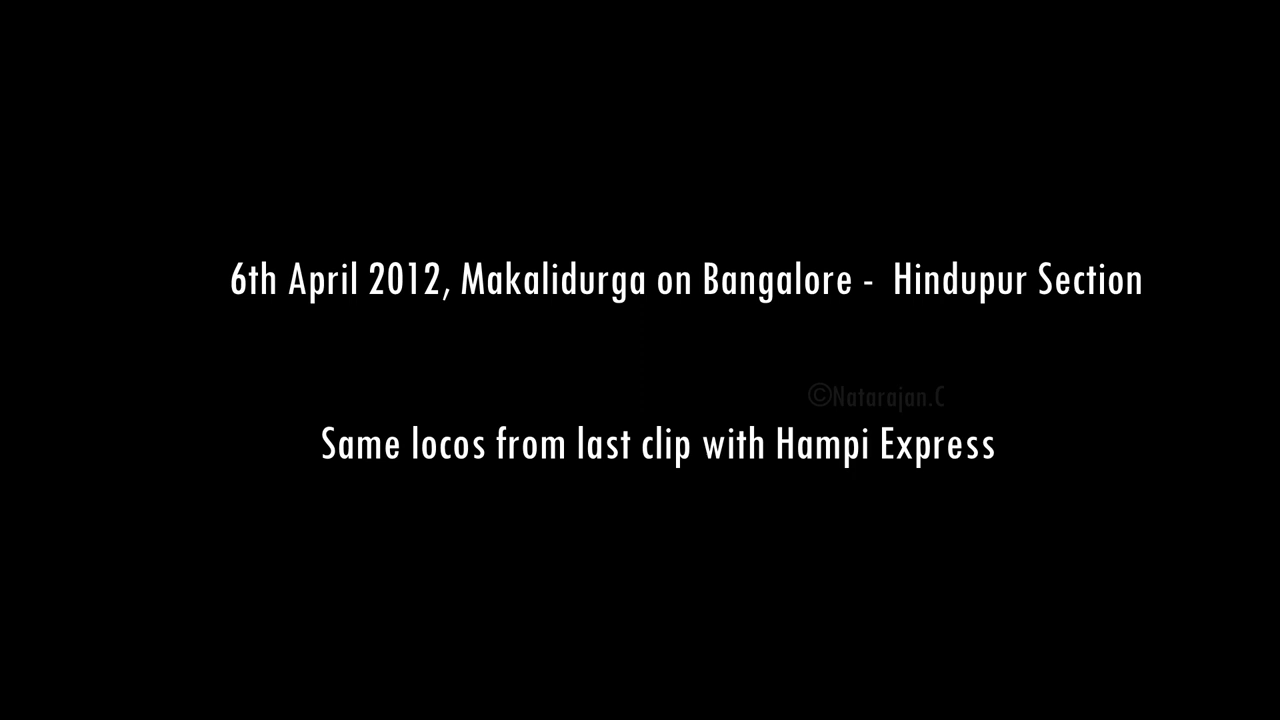 6th April 2012, Makalidurga on Bangalore -  Hindupur Section
©Natarajan.C
Same locos from last clip with Hampi Express